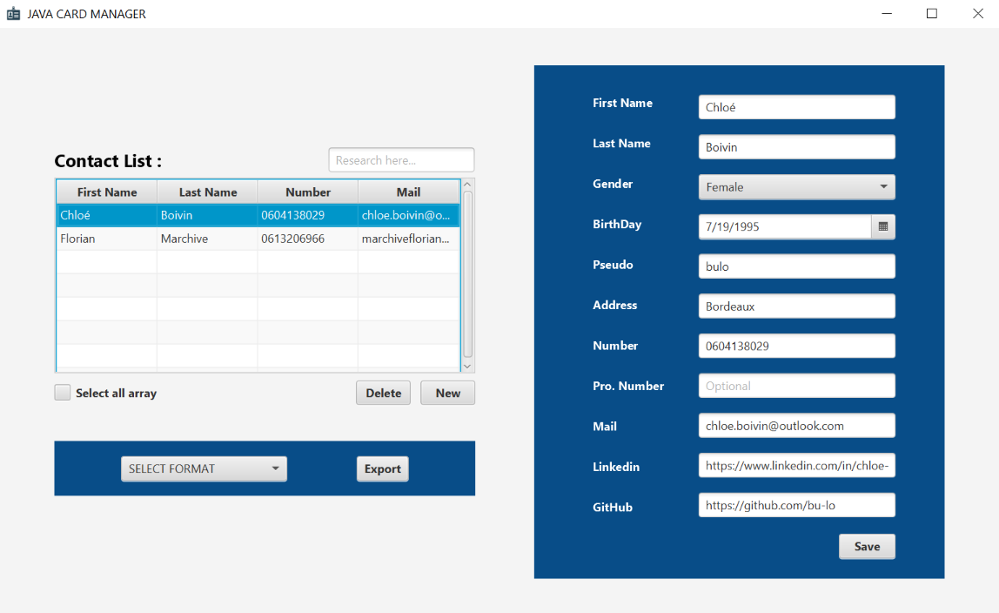 JAVA CARD MANAGER
Contact List :
Research here...
First Name Last Name Number Mail
Chloé Boivin 0604138029 chloe.boivin@o...
Florian Marchive 0613206966 marchiveflorian...
Select all array
Delete
New
SELECT FORMAT
Export
First Name Chloé
Last Name Boivin
Gender Female
BirthDay 7/19/1995
Pseudo bulo
Address Bordeaux
Number 0604138029
Pro. Number Optional
Mail chloe.boivin@outlook.com
Linkedin https://www.linkedin.com/in/chloe-
GitHub https://github.com/bu-lo
Save